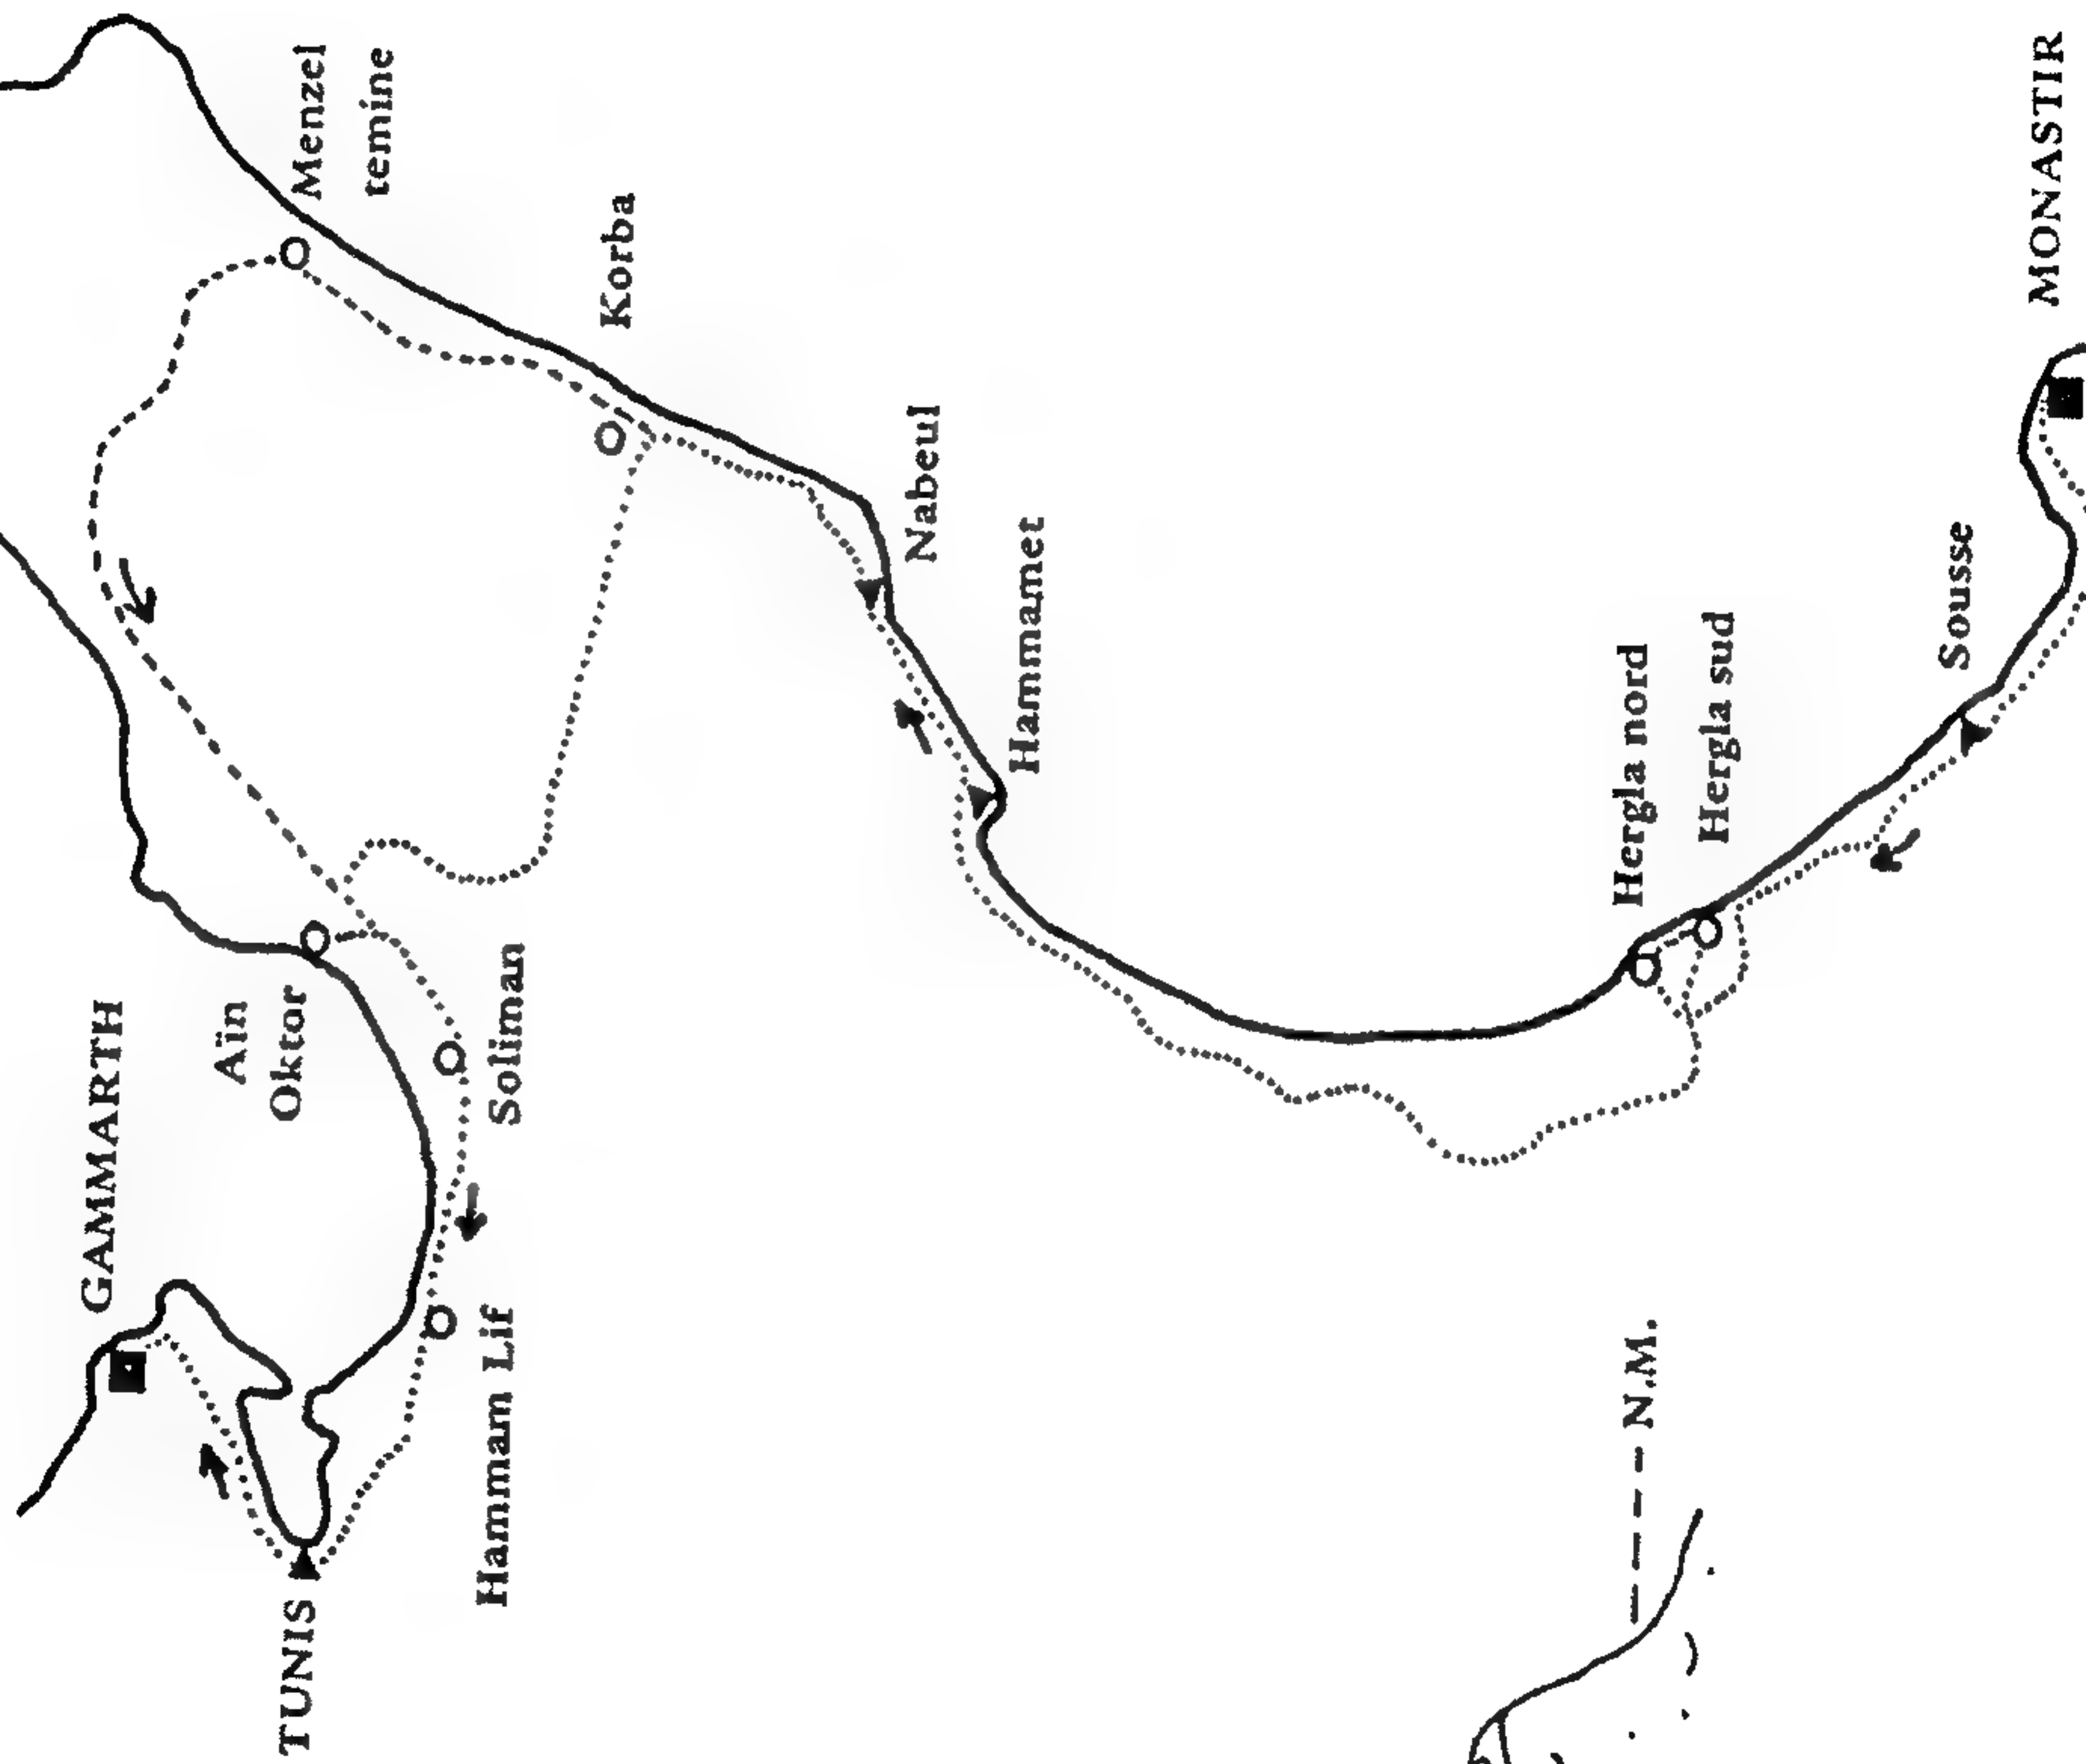 GAMMARTH
TUNIS
Aïn
Oktor
Hammam Lif
Soliman
Menzel
temine
Korba
Nabeul
Hammamet
Hergla nord
Hergla sud
Sousse
MONASTIR
N.M.